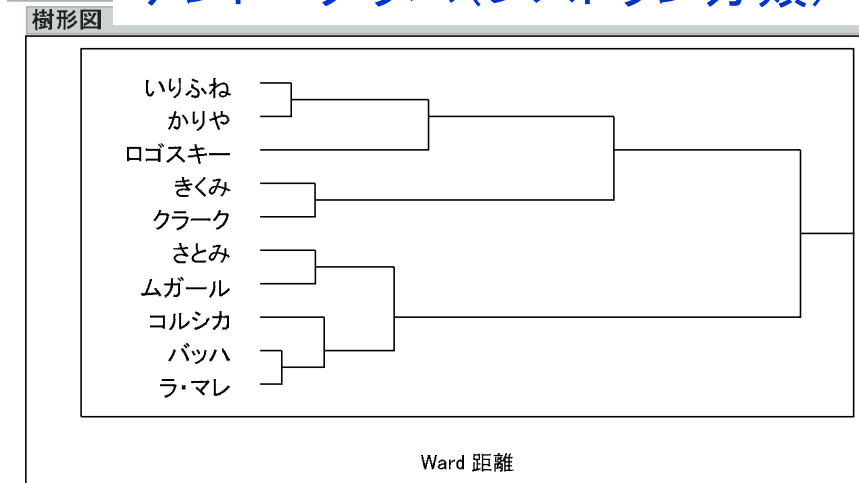 樹形図
いりふね
かりや
ロゴスキー
きくみ
クラーク
さとみ
ムガール
コルシカ
バッハ
ラ・マレ
Ward 距離